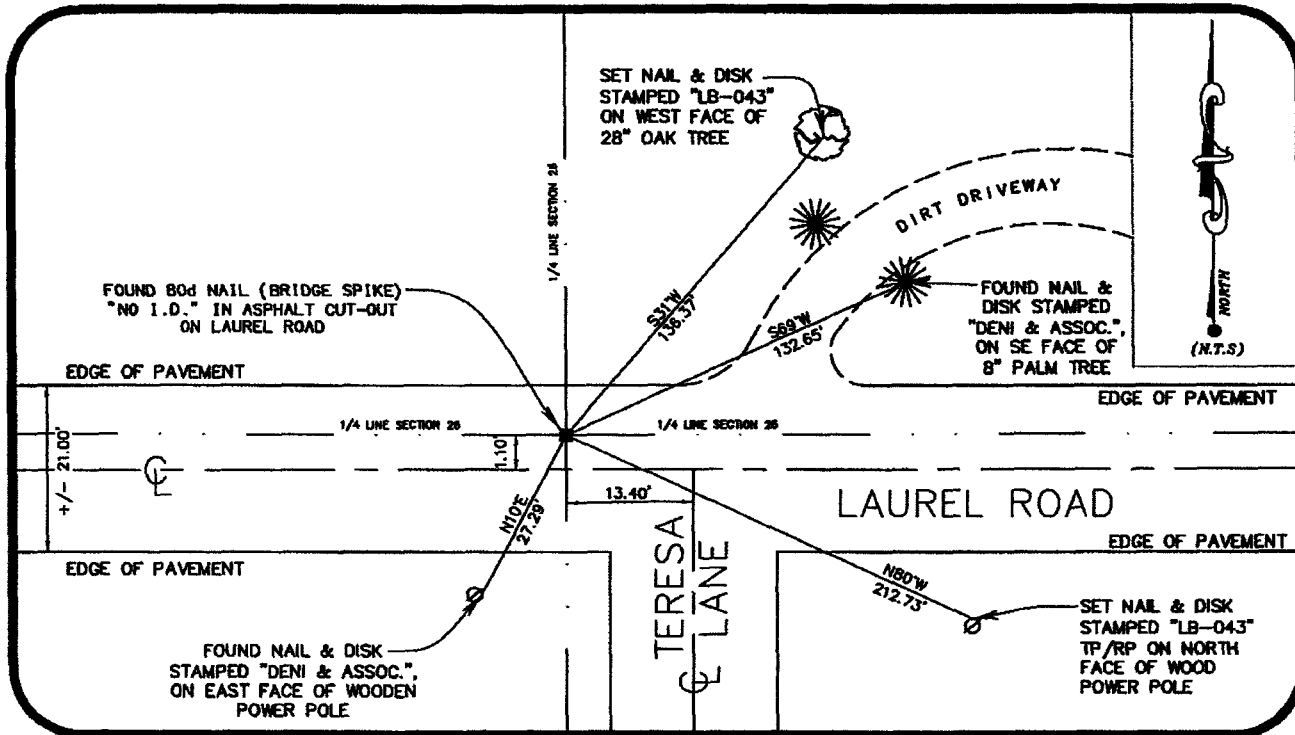 SET NAIL & DISK
STAMPED "LB-043"
ON WEST FACE OF
28" OAK TREE
1/4 LINE SECTION 26
DIRT DRIVEWAY
NORTH
(N.T.S)
FOUND 80d NAIL (BRIDGE SPIKE)
"NO I.D." IN ASPHALT CUT-OUT
ON LAUREL ROAD
S31°W
136.37'
S69°W
132.65'
FOUND NAIL &
DISK STAMPED
"DENI & ASSOC.",
ON SE FACE OF
8" PALM TREE
EDGE OF PAVEMENT
EDGE OF PAVEMENT
1/4 LINE SECTION 26
1/4 LINE SECTION 26
+/- 21.00'
CL
1.10'
13.40'
N10°E
27.29'
LAUREL ROAD
TERESA
LANE
CL
EDGE OF PAVEMENT
EDGE OF PAVEMENT
N80°W
212.73'
FOUND NAIL & DISK
STAMPED "DENI & ASSOC.",
ON EAST FACE OF WOODEN
POWER POLE
SET NAIL & DISK
STAMPED "LB-043"
TP/RP ON NORTH
FACE OF WOOD
POWER POLE